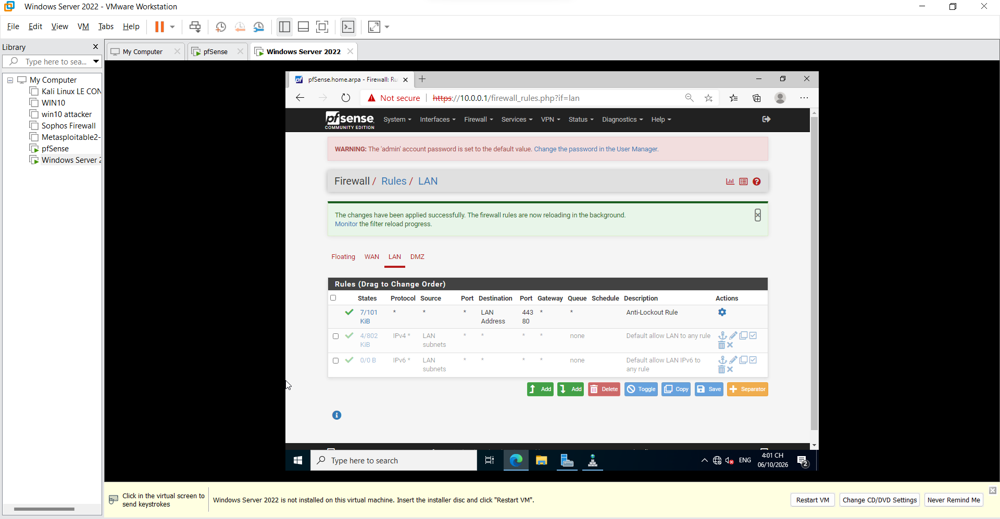 Windows Server 2022 - VMware Workstation
File Edit View VM Tabs Help
Library
My Computer
pfSense
Windows Server 2022
Type here to sea...
My Computer
Kali Linux LE CON
WIN10
win10 attacker
Sophos Firewall
Metasploitable2-
pfSense
Windows Server 2
pfSense.home.arpa - Firewall: Ru
Not secure https://10.0.0.1/firewall_rules.php?if=lan
pfsense
COMMUNITY EDITION
System Interfaces Firewall Services VPN Status Diagnostics Help
WARNING: The 'admin' account password is set to the default value. Change the password in the User Manager.
Firewall / Rules / LAN
The changes have been applied successfully. The firewall rules are now reloading in the background.
Monitor the filter reload progress.
Floating WAN LAN DMZ
Rules (Drag to Change Order)
States Protocol Source Port Destination Port Gateway Queue Schedule Description Actions
7/101 * * * LAN 443 * * Anti-Lockout Rule
KiB Address 80
4/802 IPv4 * LAN * * * * none Default allow LAN to any rule
KiB subnets
0/0 B IPv6 * LAN * * * * none Default allow LAN IPv6 to
subnets any rule
Add Add Delete Toggle Copy Save Separator
Type here to search
ENG
4:01 CH
06/10/2026
2
Click in the virtual screen to
send keystrokes
Windows Server 2022 is not installed on this virtual machine. Insert the installer disc and click "Restart VM".
Restart VM
Change CD/DVD Settings
Never Remind Me